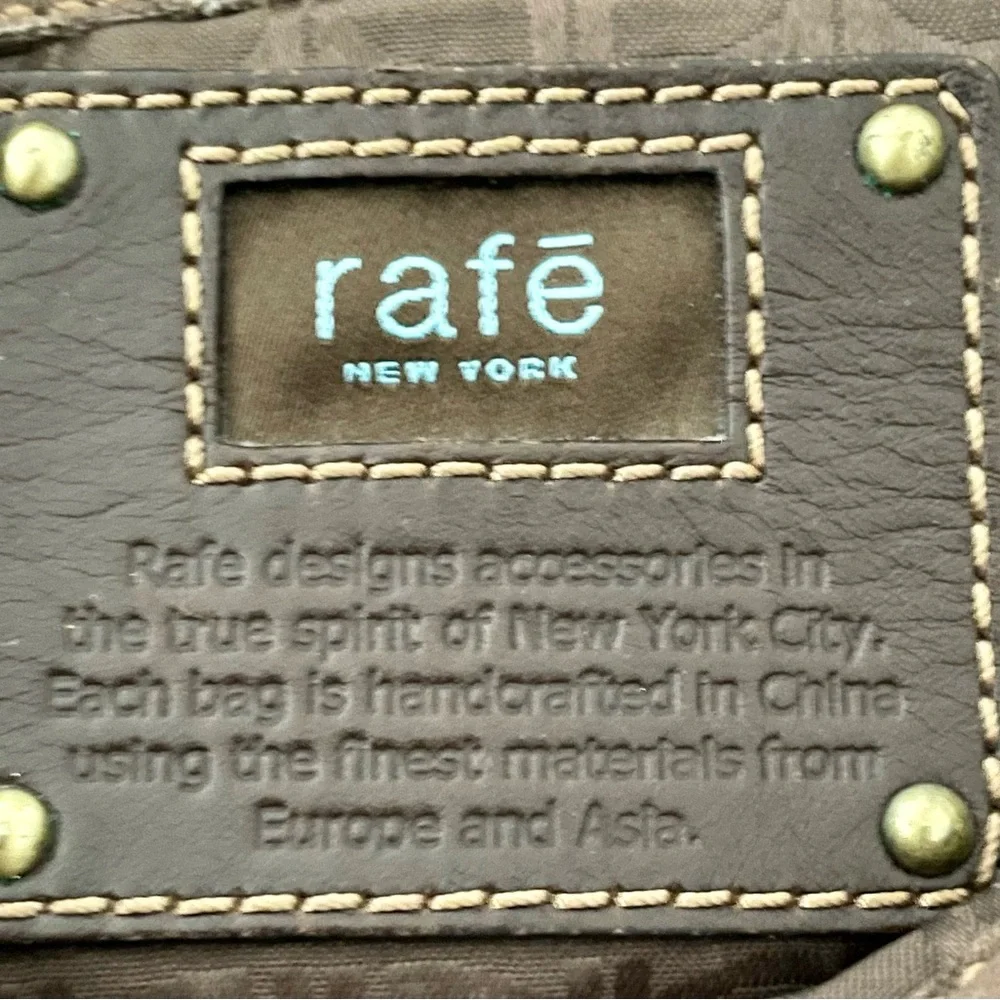 rafē
NEW YORK
Rafe designs accessories in
the true spirit of New York City.
Each bag is handcrafted in China
using the finest materials from
Europe and Asia.